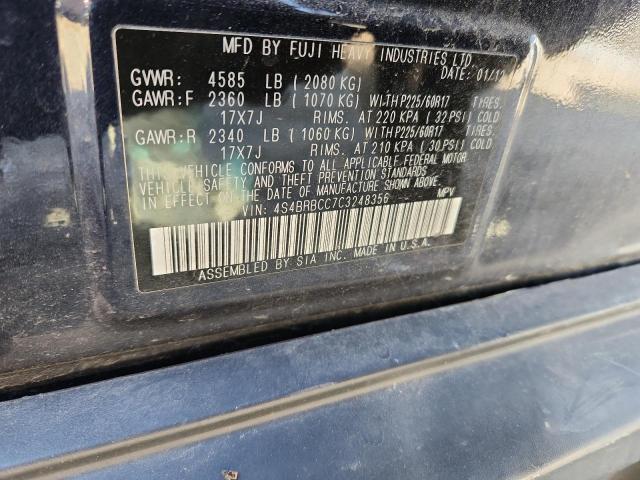 MFD BY FUJI HEAVY INDUSTRIES LTD.
DATE: 01/12
GVWR: 4585 LB ( 2080 KG)
GAWR:F 2360 LB ( 1070 KG) WITH P225/60R17 TIRES.
17X7J RIMS. AT 220 KPA ( 32 PSI) COLD
GAWR:R 2340 LB ( 1060 KG) WITH P225/60R17 TIRES.
17X7J RIMS. AT 210 KPA ( 30 PSI) COLD
THIS VEHICLE CONFORMS TO ALL APPLICABLE FEDERAL MOTOR
VEHICLE SAFETY AND THEFT PREVENTION STANDARDS
IN EFFECT ON THE DATE OF MANUFACTURE SHOWN ABOVE.
VIN: 4S4BRBCC7C3248356 MPV
ASSEMBLED BY SIA INC. MADE IN U.S.A.